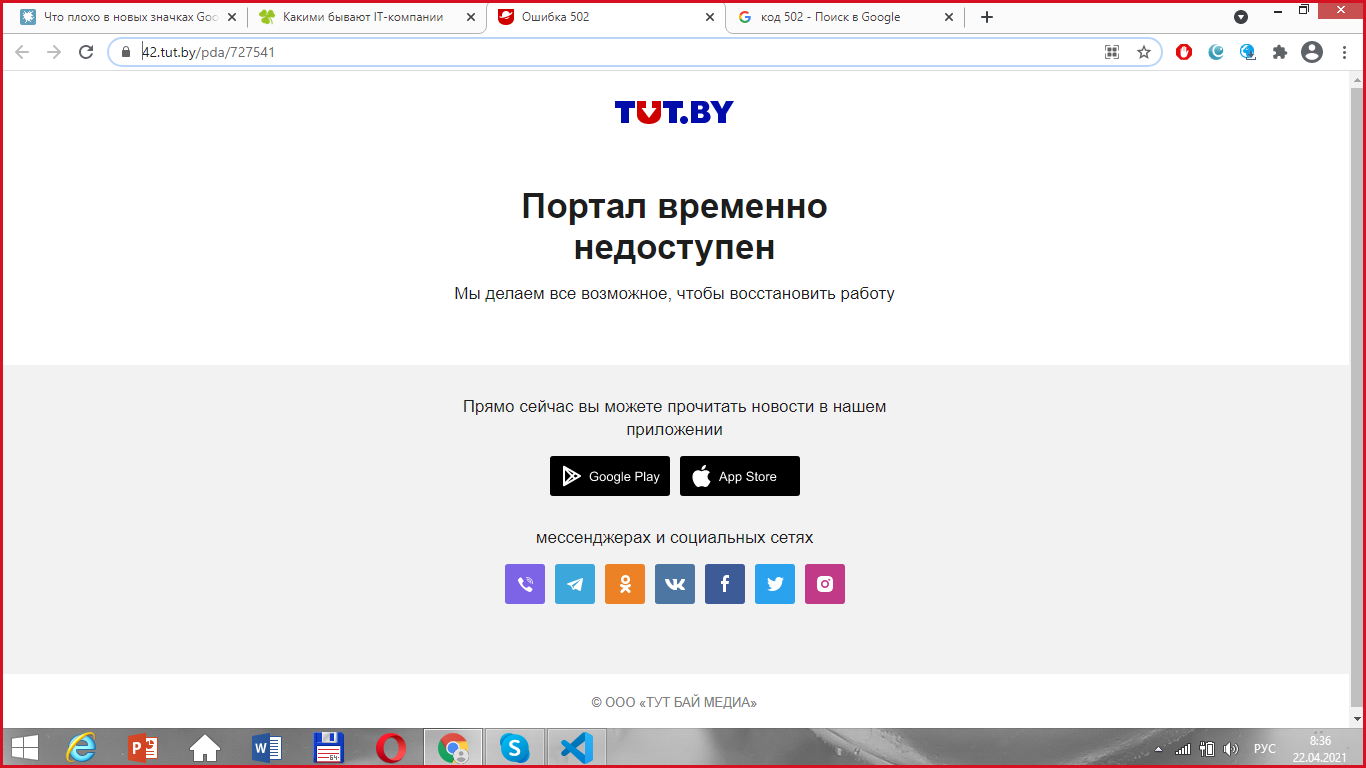 Что плохо в новых значках Goo
Какими бывают IT-компании
Ошибка 502
код 502 - Поиск в Google
42.tut.by/pda/727541
TUT.BY
Портал временно
недоступен
Мы делаем все возможное, чтобы восстановить работу
Прямо сейчас вы можете прочитать новости в нашем
приложении
Google Play
App Store
мессенджерах и социальных сетях
© ООО «ТУТ БАЙ МЕДИА»
64
РУС
8:36
22.04.2021